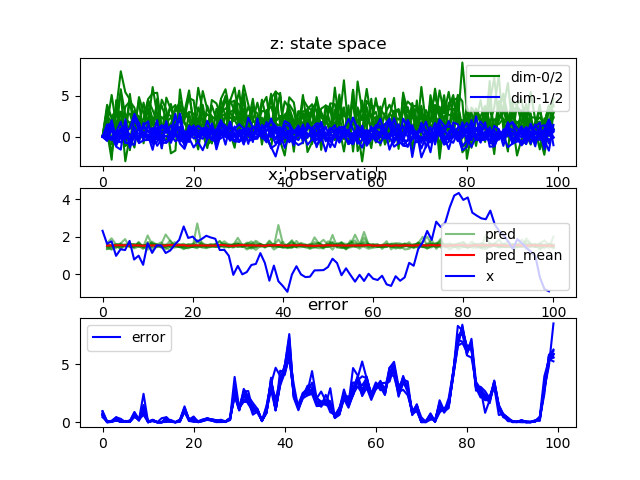 z: state space
dim-0/2
dim-1/2
5
0
0 20 40 60 80 100
x: observation
pred
pred_mean
x
4
2
0
0 20 40 60 80 100
error
error
5
0
0 20 40 60 80 100